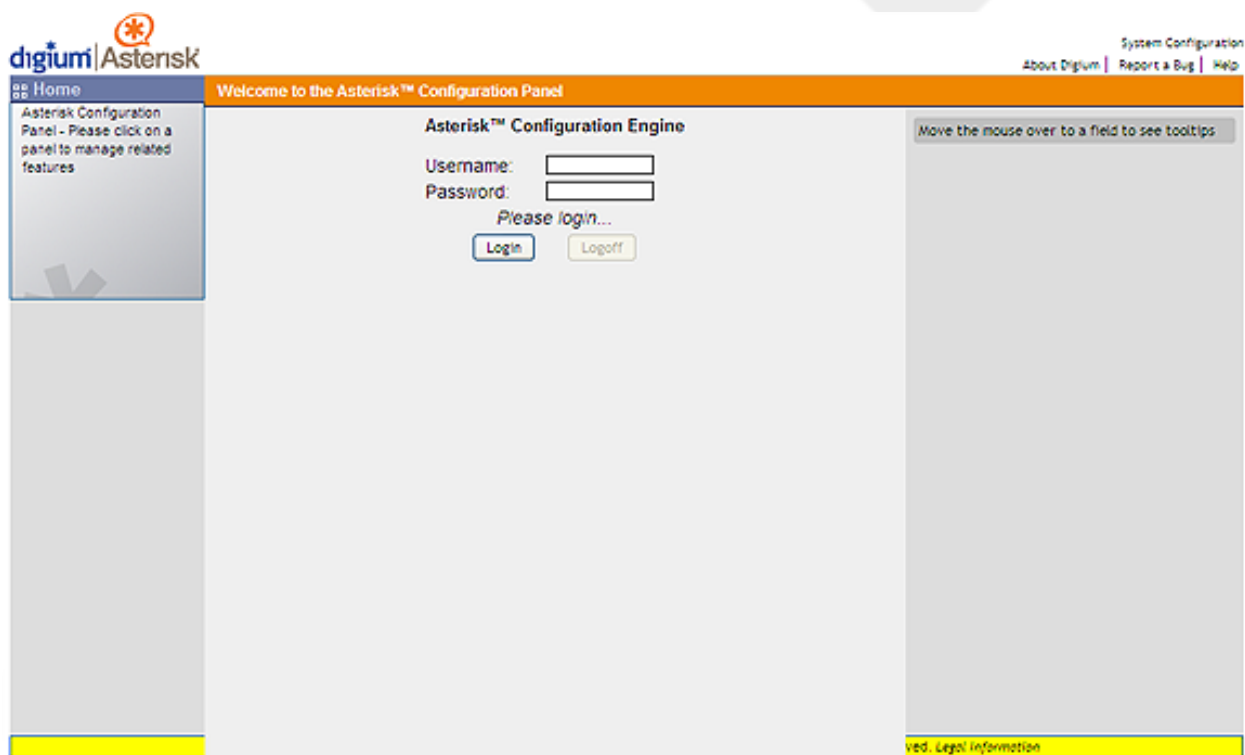 digium Asterisk
System Configuration
About Digium | Report a Bug | Help
Home
Welcome to the Asterisk™ Configuration Panel
Asterisk Configuration
Panel - Please click on a
panel to manage related
features
Asterisk™ Configuration Engine
Username:
Password:
Please login...
Login Logoff
Move the mouse over to a field to see tooltips
ved. Legal Information